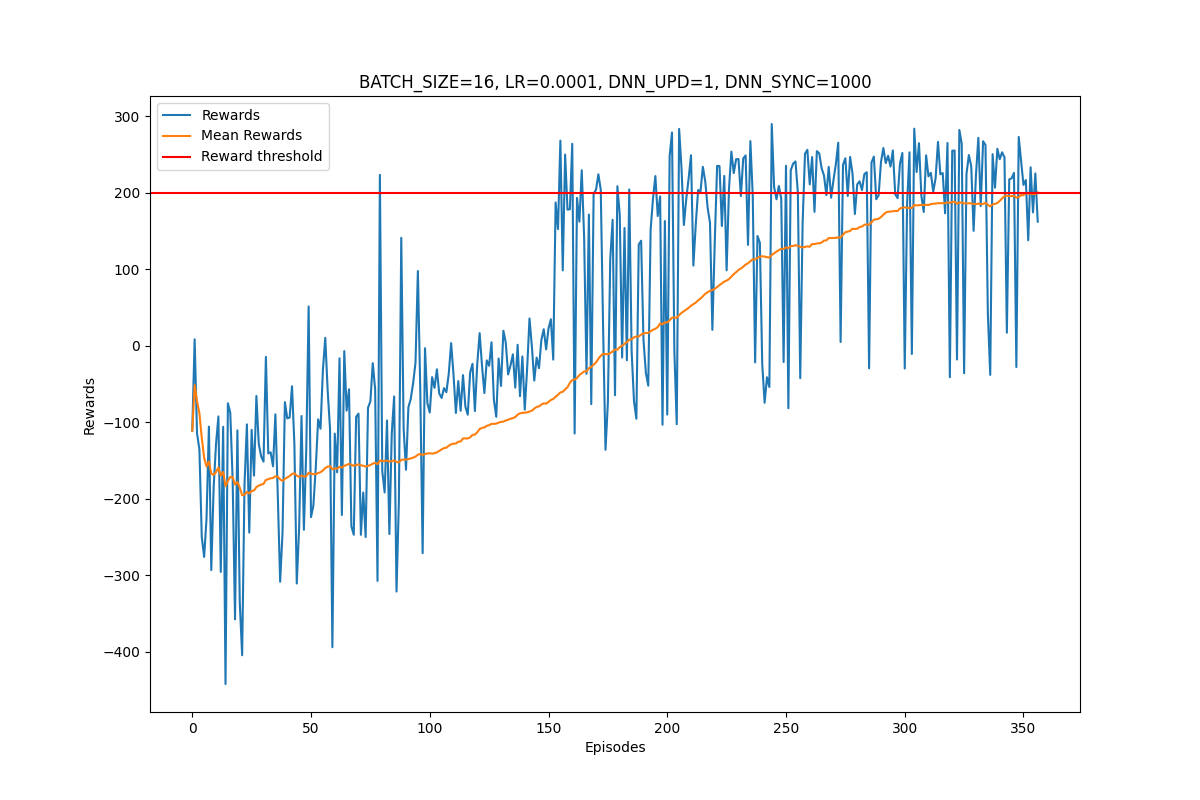 BATCH_SIZE=16, LR=0.0001, DNN_UPD=1, DNN_SYNC=1000
Rewards
Mean Rewards
Reward threshold
300
200
100
0
−100
−200
−300
−400
Rewards
0 50 100 150 200 250 300 350
Episodes